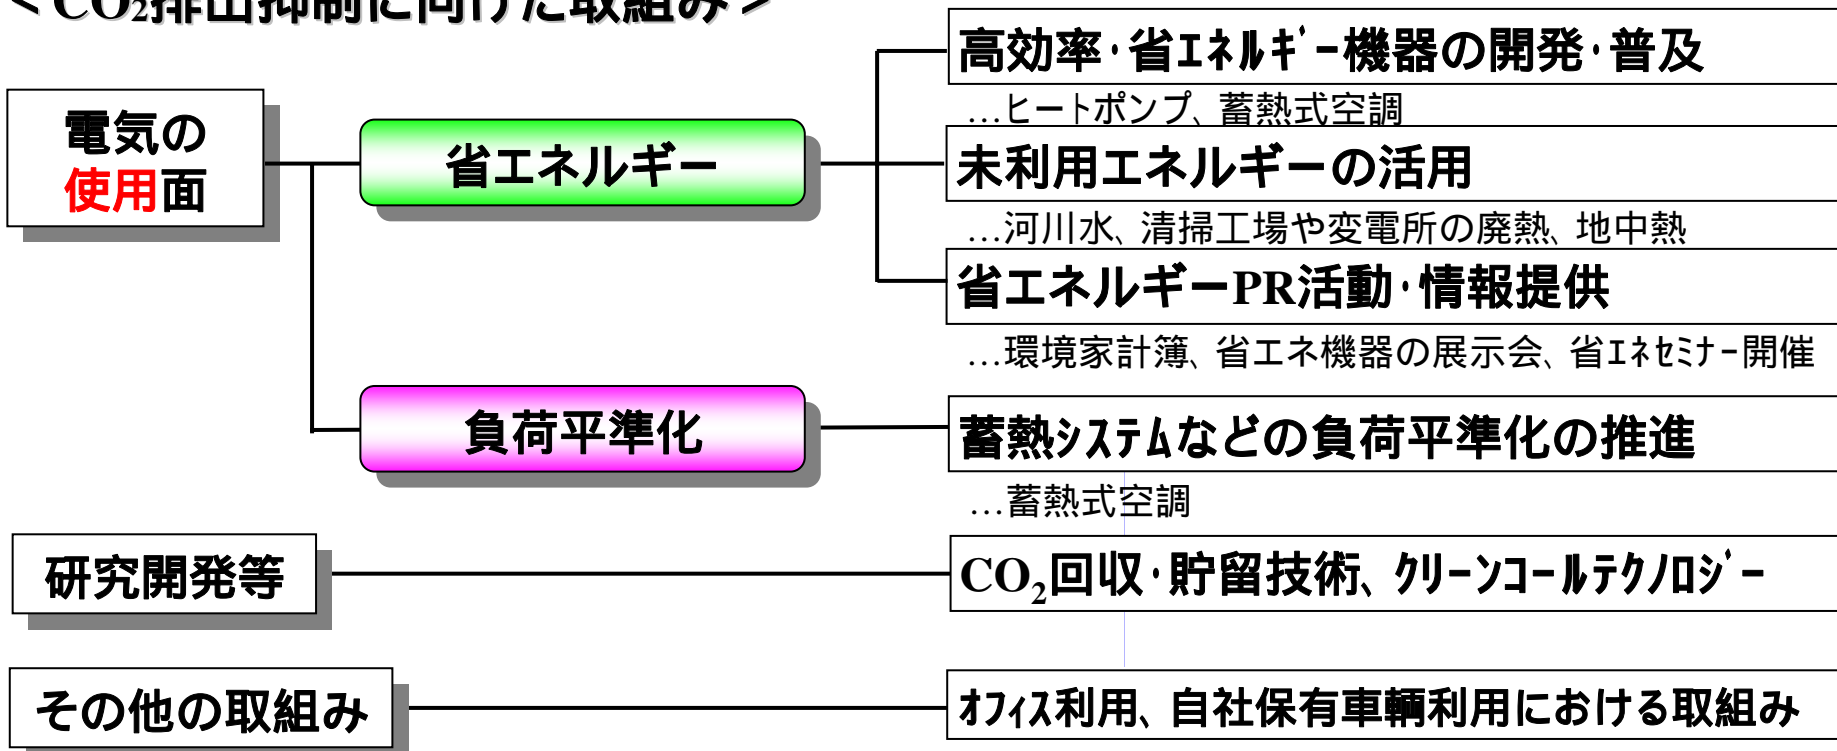 ＜CO₂排出抑制に向けた取組み＞
電気の
使用面
省エネルギー
高効率･省ｴﾈﾙｷﾞｰ機器の開発･普及
…ヒートポンプ、蓄熱式空調
未利用エネルギーの活用
…河川水、清掃工場や変電所の廃熱、地中熱
省エネルギーPR活動･情報提供
…環境家計簿、省エネ機器の展示会、省ｴﾈｾﾐﾅｰ開催
負荷平準化
蓄熱ｼｽﾃﾑなどの負荷平準化の推進
…蓄熱式空調
研究開発等
CO₂回収･貯留技術、ｸﾘｰﾝｺｰﾙﾃｸﾉﾛｼﾞｰ
その他の取組み
ｵﾌｨｽ利用、自社保有車輌利用における取組み